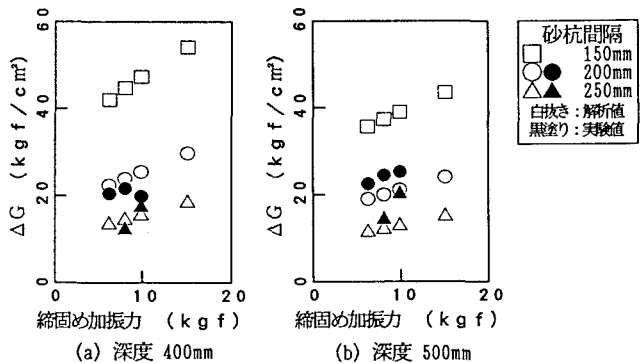 ΔG (kgf/cm²)
60
40
20
0
0
10
20
締固め加振力 (kgf)
(a) 深度 400mm
ΔG (kgf/cm²)
60
40
20
0
0
10
20
締固め加振力 (kgf)
(b) 深度 500mm
砂杭間隔
150mm
200mm
250mm
白抜き:解析値
黒塗り:実験値